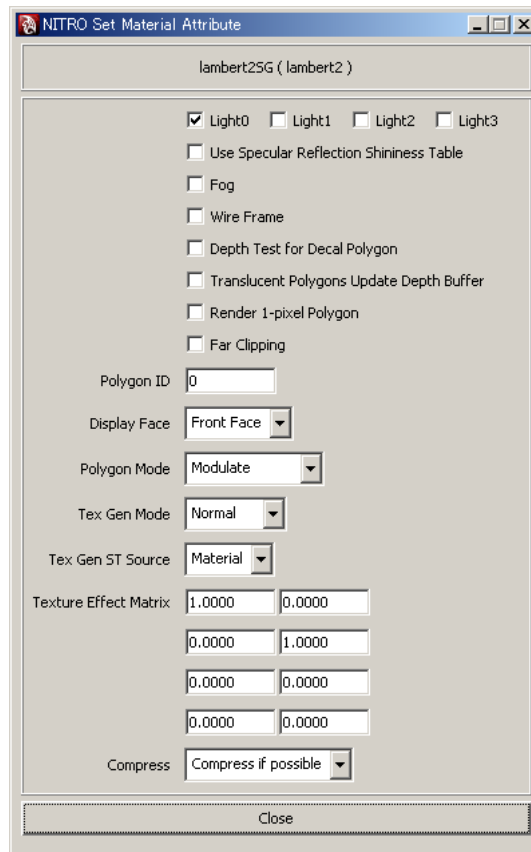 NITRO Set Material Attribute
lambert2SG ( lambert2 )
Light0 Light1 Light2 Light3
Use Specular Reflection Shininess Table
Fog
Wire Frame
Depth Test for Decal Polygon
Translucent Polygons Update Depth Buffer
Render 1-pixel Polygon
Far Clipping
Polygon ID 0
Display Face Front Face
Polygon Mode Modulate
Tex Gen Mode Normal
Tex Gen ST Source Material
Texture Effect Matrix 1.0000 0.0000
0.0000 1.0000
0.0000 0.0000
0.0000 0.0000
Compress Compress if possible
Close